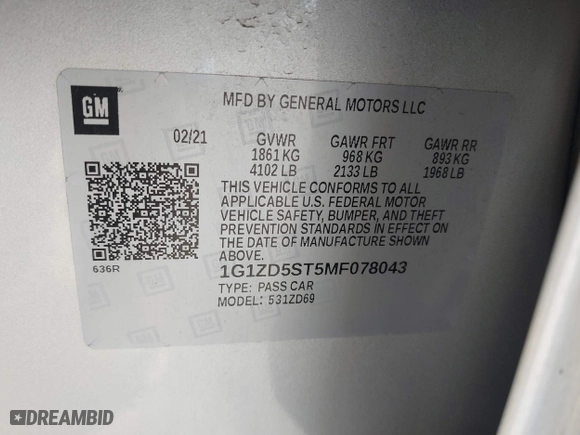 GM
MFD BY GENERAL MOTORS LLC
02/21 GVWR GAWR FRT GAWR RR
1861 KG 968 KG 893 KG
4102 LB 2133 LB 1968 LB
THIS VEHICLE CONFORMS TO ALL
APPLICABLE U.S. FEDERAL MOTOR
VEHICLE SAFETY, BUMPER, AND THEFT
PREVENTION STANDARDS IN EFFECT ON
THE DATE OF MANUFACTURE SHOWN
ABOVE.
636R
1G1ZD5ST5MF078043
TYPE: PASS CAR
MODEL: 531ZD69
DREAMBID